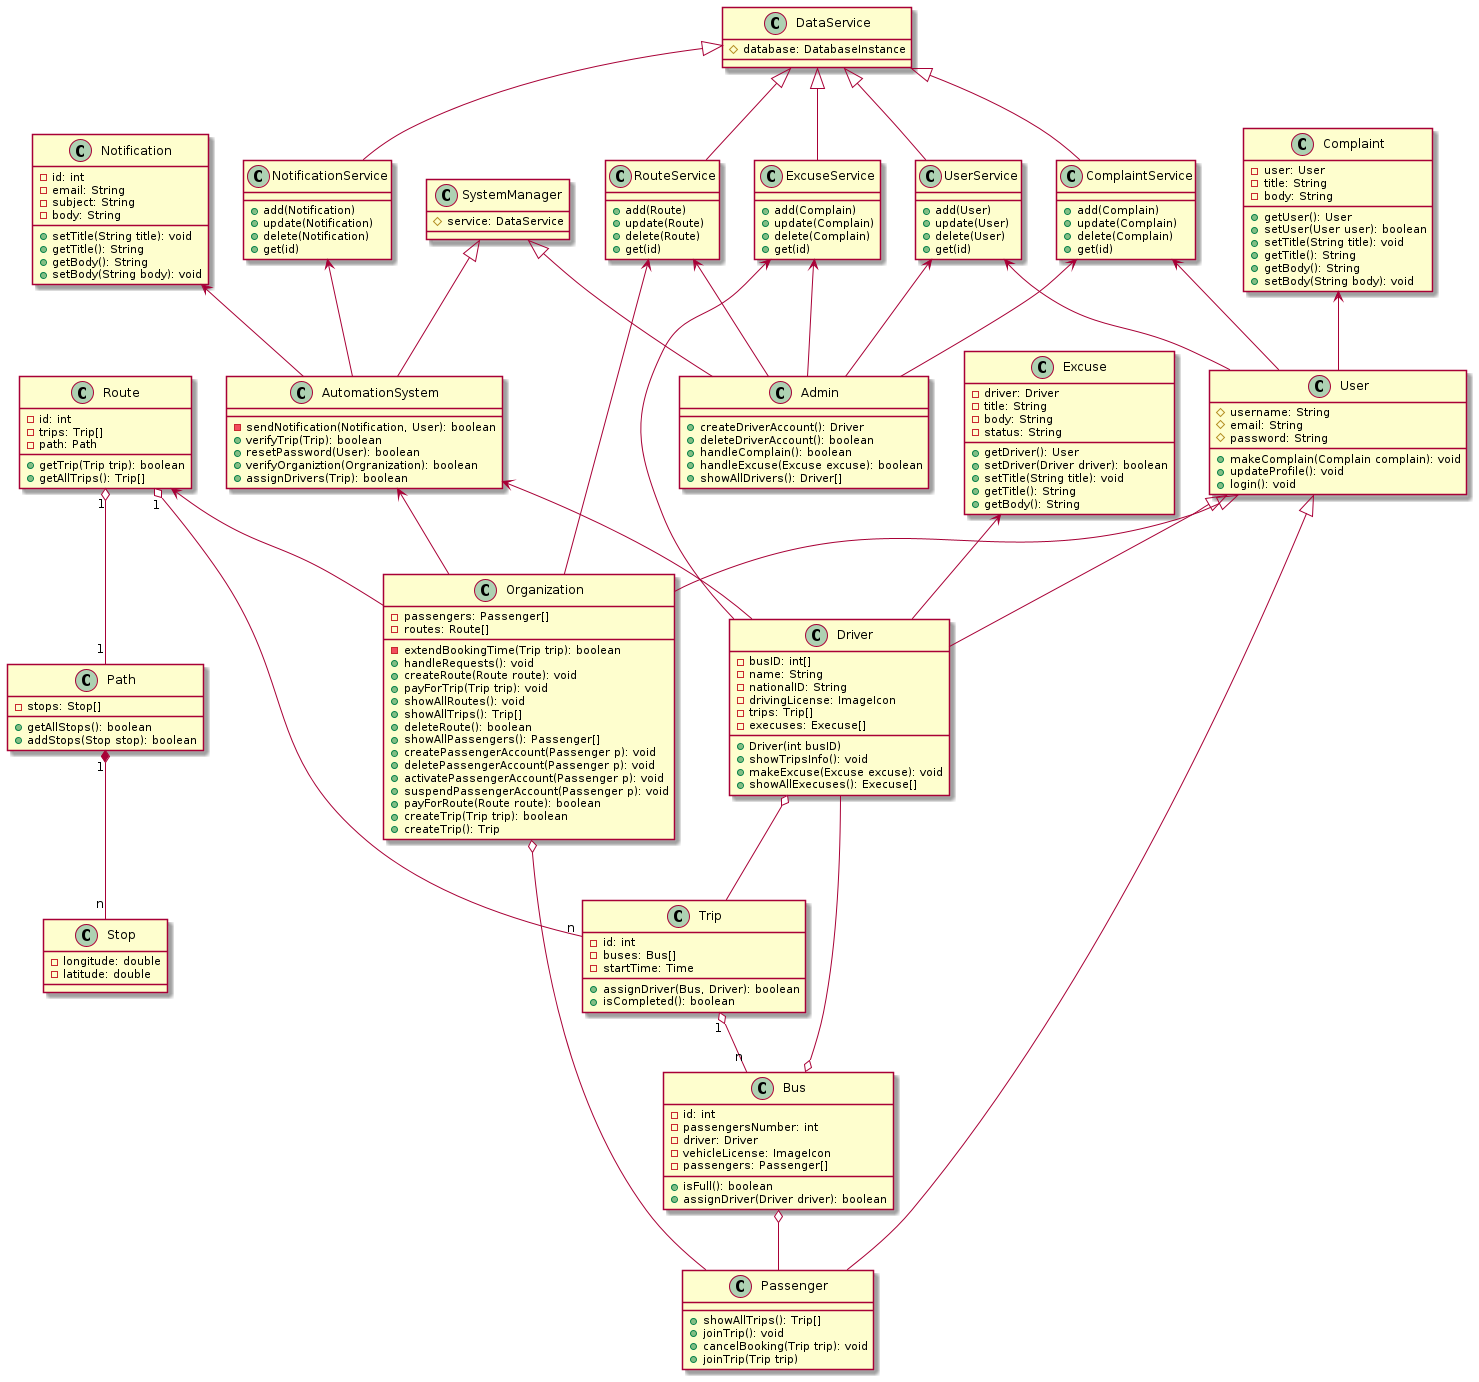 C DataService
database: DatabaseInstance
C Notification
id: int
email: String
subject: String
body: String
setTitle(String title): void
getTitle(): String
getBody(): String
setBody(String body): void
C NotificationService
add(Notification)
update(Notification)
delete(Notification)
get(id)
C SystemManager
service: DataService
C RouteService
add(Route)
update(Route)
delete(Route)
get(id)
C ExcuseService
add(Complain)
update(Complain)
delete(Complain)
get(id)
C UserService
add(User)
update(User)
delete(User)
get(id)
C ComplaintService
add(Complain)
update(Complain)
delete(Complain)
get(id)
C Complaint
user: User
title: String
body: String
getUser(): User
setUser(User user): boolean
setTitle(String title): void
getTitle(): String
getBody(): String
setBody(String body): void
C Route
id: int
trips: Trip[]
path: Path
getTrip(Trip trip): boolean
getAllTrips(): Trip[]
C AutomationSystem
sendNotification(Notification, User): boolean
verifyTrip(Trip): boolean
resetPassword(User): boolean
verifyOrganiztion(Orgranization): boolean
assignDrivers(Trip): boolean
C Admin
createDriverAccount(): Driver
deleteDriverAccount(): boolean
handleComplain(): boolean
handleExcuse(Excuse excuse): boolean
showAllDrivers(): Driver[]
C Excuse
driver: Driver
title: String
body: String
status: String
getDriver(): User
setDriver(Driver driver): boolean
setTitle(String title): void
getTitle(): String
getBody(): String
C User
username: String
email: String
password: String
makeComplain(Complain complain): void
updateProfile(): void
login(): void
1
1
C Organization
passengers: Passenger[]
routes: Route[]
extendBookingTime(Trip trip): boolean
handleRequests(): void
createRoute(Route route): void
payForTrip(Trip trip): void
showAllRoutes(): void
showAllTrips(): Trip[]
deleteRoute(): boolean
showAllPassengers(): Passenger[]
createPassengerAccount(Passenger p): void
deletePassengerAccount(Passenger p): void
activatePassengerAccount(Passenger p): void
suspendPassengerAccount(Passenger p): void
payForRoute(Route route): boolean
createTrip(Trip trip): boolean
createTrip(): Trip
C Driver
busID: int[]
name: String
nationalID: String
drivingLicense: ImageIcon
trips: Trip[]
execuses: Execuse[]
Driver(int busID)
showTripsInfo(): void
makeExcuse(Excuse excuse): void
showAllExecuses(): Execuse[]
1
C Path
stops: Stop[]
getAllStops(): boolean
addStops(Stop stop): boolean
1
n
C Stop
longitude: double
latitude: double
n
C Trip
id: int
buses: Bus[]
startTime: Time
assignDriver(Bus, Driver): boolean
isCompleted(): boolean
1
n
C Bus
id: int
passengersNumber: int
driver: Driver
vehicleLicense: ImageIcon
passengers: Passenger[]
isFull(): boolean
assignDriver(Driver driver): boolean
C Passenger
showAllTrips(): Trip[]
joinTrip(): void
cancelBooking(Trip trip): void
joinTrip(Trip trip)